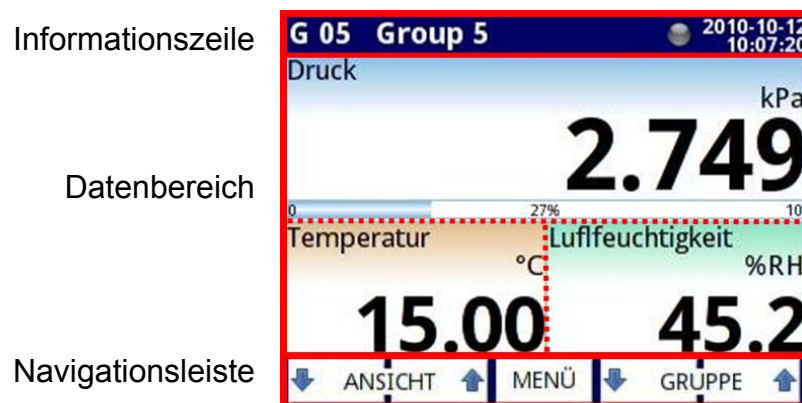 Informationszeile
G 05 Group 5
2010-10-12
10:07:20
Druck
kPa
2.749
Datenbereich
0 27% 10
Temperatur
°C
15.00
Luflfeuchtigkeit
%RH
45.2
Navigationsleiste
ANSICHT MENÜ GRUPPE